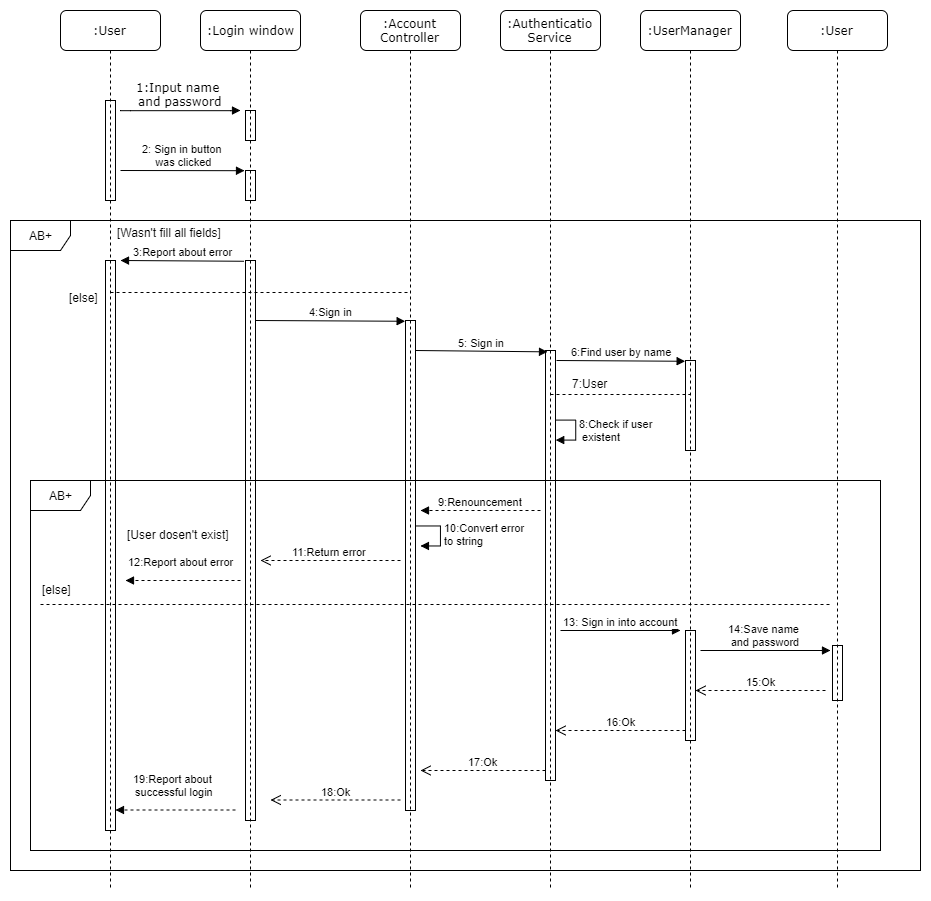 :User
:Login window
:Account
Controller
:Authenticatio
Service
:UserManager
:User
1:Input name
and password
2: Sign in button
was clicked
AB+
[Wasn't fill all fields]
3:Report about error
[else]
4:Sign in
5: Sign in
6:Find user by name
7:User
8:Check if user
existent
AB+
9:Renouncement
10:Convert error
to string
[User dosen't exist]
11:Return error
12:Report about error
[else]
13: Sign in into account
14:Save name
and password
15:Ok
16:Ok
17:Ok
19:Report about
successful login
18:Ok